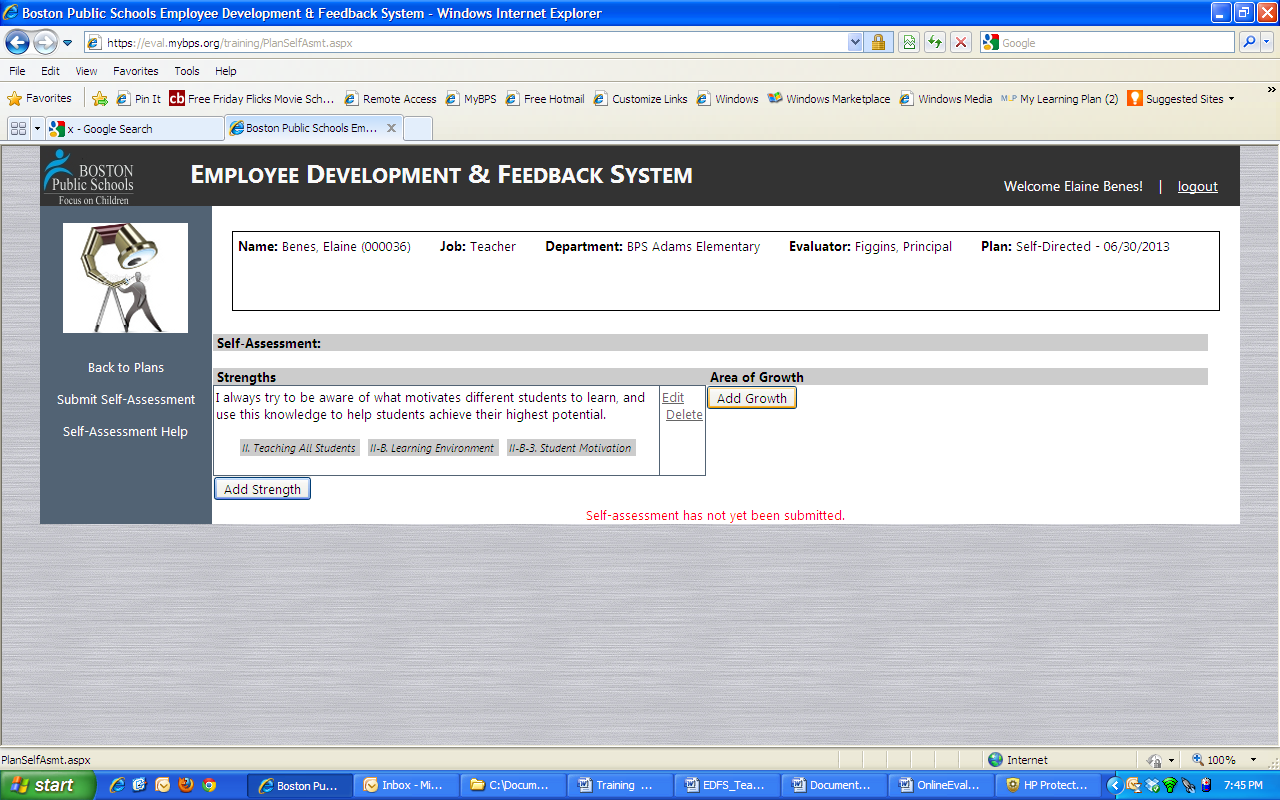 Boston Public Schools Employee Development & Feedback System - Windows Internet Explorer
https://eval.mybps.org/training/PlanSelfAsmt.aspx
Google
File Edit View Favorites Tools Help
Favorites Pin It cb Free Friday Flicks Movie Sch... Remote Access MyBPS Free Hotmail Customize Links Windows Windows Marketplace Windows Media MLP My Learning Plan (2) Suggested Sites
x - Google Search Boston Public Schools Em... X
BOSTON
Public Schools
Focus on Children
EMPLOYEE DEVELOPMENT & FEEDBACK SYSTEM
Welcome Elaine Benes! | logout
Name: Benes, Elaine (000036) Job: Teacher Department: BPS Adams Elementary Evaluator: Figgins, Principal Plan: Self-Directed - 06/30/2013
Back to Plans
Submit Self-Assessment
Self-Assessment Help
Self-Assessment:
Strengths Area of Growth
I always try to be aware of what motivates different students to learn, and Edit Add Growth
use this knowledge to help students achieve their highest potential. Delete
II. Teaching All Students II-B. Learning Environment II-B-3. Student Motivation
Add Strength
Self-assessment has not yet been submitted.
PlanSelfAsmt.aspx Internet 100%
start Boston Pu... Inbox - Mi... C:\Docum... Training ... EDFS_Tea... Document... OnlineEval... HP Protect... 7:45 PM